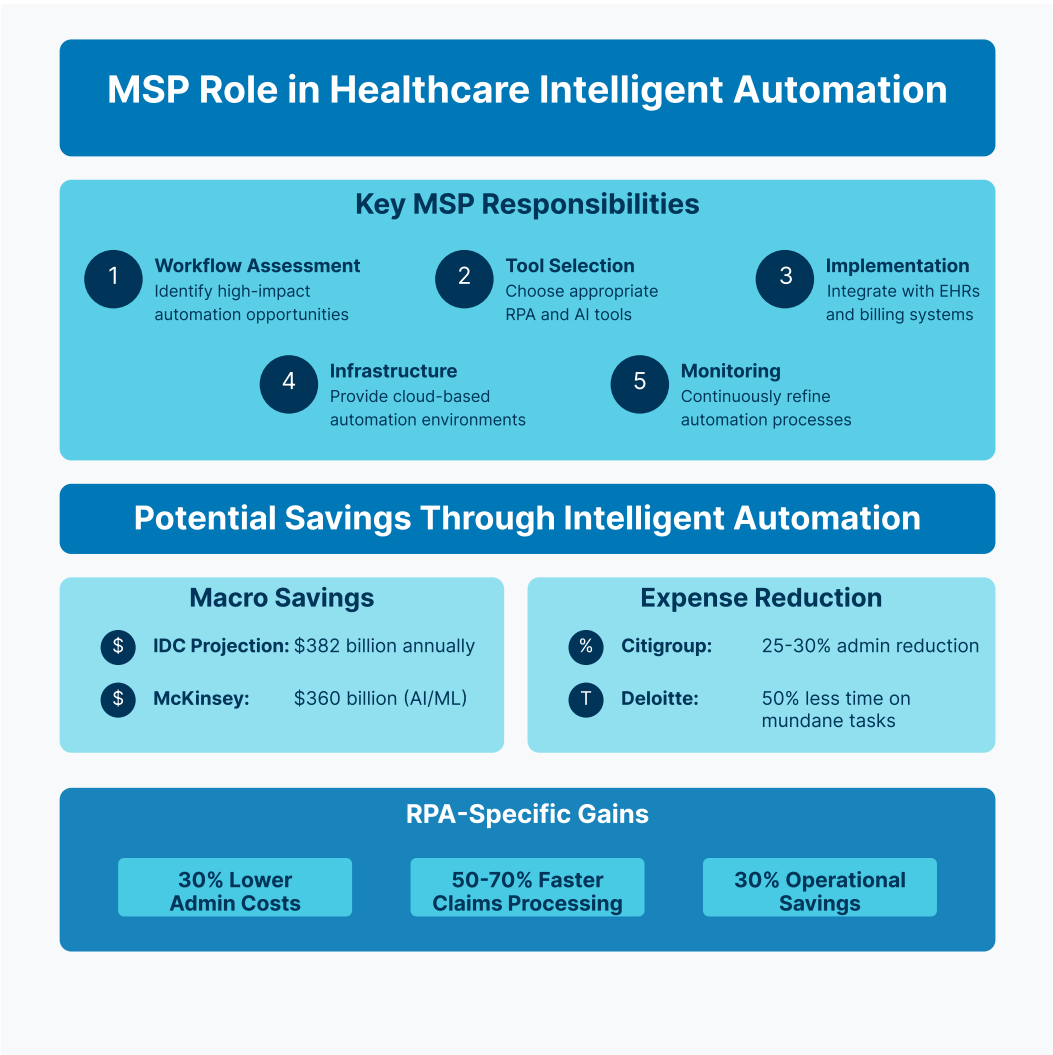 MSP Role in Healthcare Intelligent Automation
Key MSP Responsibilities
1
Workflow Assessment
Identify high-impact
automation opportunities
2
Tool Selection
Choose appropriate
RPA and AI tools
3
Implementation
Integrate with EHRs
and billing systems
4
Infrastructure
Provide cloud-based
automation environments
5
Monitoring
Continuously refine
automation processes
Potential Savings Through Intelligent Automation
Macro Savings
$ IDC Projection: $382 billion annually
$ McKinsey: $360 billion (AI/ML)
Expense Reduction
% Citigroup: 25-30% admin reduction
T Deloitte: 50% less time on
mundane tasks
RPA-Specific Gains
30% Lower
Admin Costs
50-70% Faster
Claims Processing
30% Operational
Savings